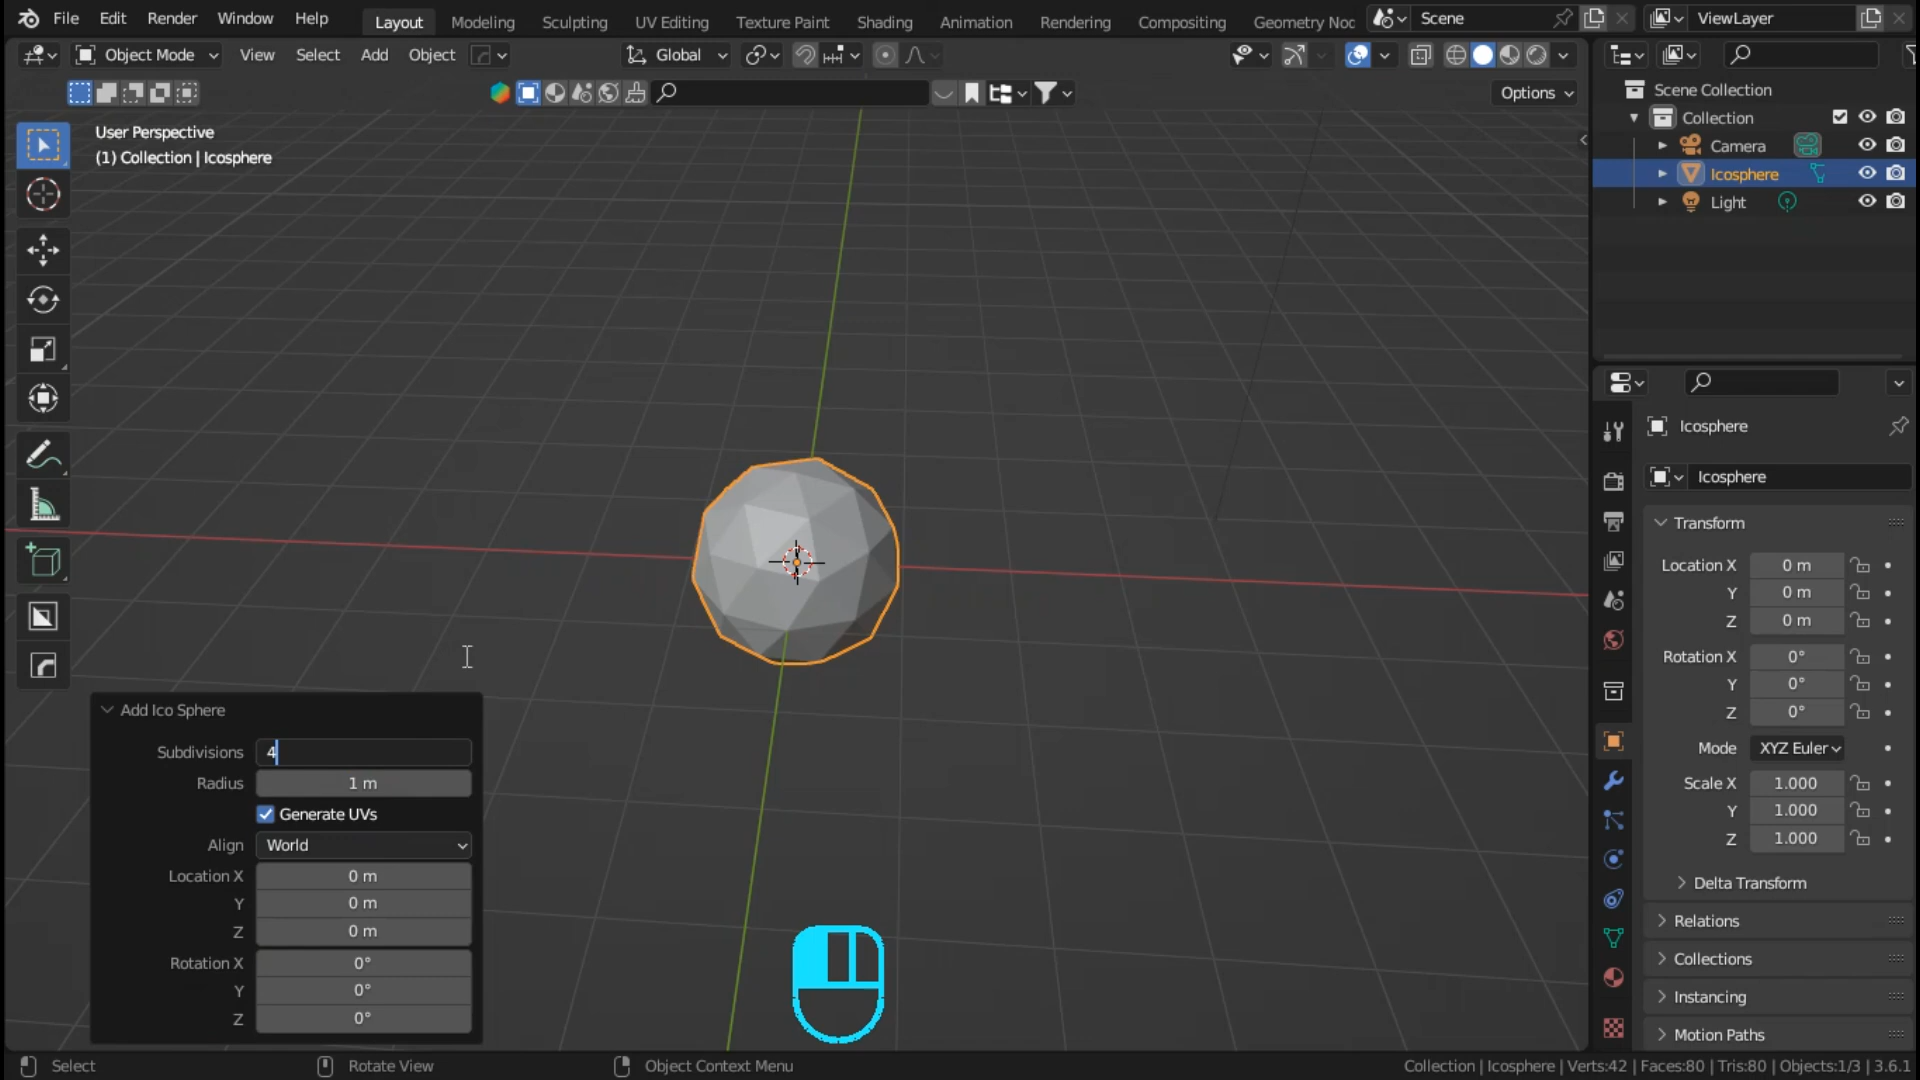 File Edit Render Window Help Layout Modeling Sculpting UV Editing Texture Paint Shading Animation Rendering Compositing Geometry Noc Scene ViewLayer
Object Mode View Select Add Object Global
Options
User Perspective
(1) Collection | Icosphere
Scene Collection
Collection
Camera
Icosphere
Light
Icosphere
Icosphere
Transform
Location X 0 m
Y 0 m
Z 0 m
Rotation X 0°
Y 0°
Z 0°
Mode XYZ Euler
Scale X 1.000
Y 1.000
Z 1.000
Delta Transform
Relations
Collections
Instancing
Motion Paths
Add Ico Sphere
Subdivisions 4
Radius 1 m
Generate UVs
Align World
Location X 0 m
Y 0 m
Z 0 m
Rotation X 0°
Y 0°
Z 0°
Select Rotate View Object Context Menu Collection | Icosphere | Verts:42 | Faces:80 | Tris:80 | Objects:1/3 | 3.6.1